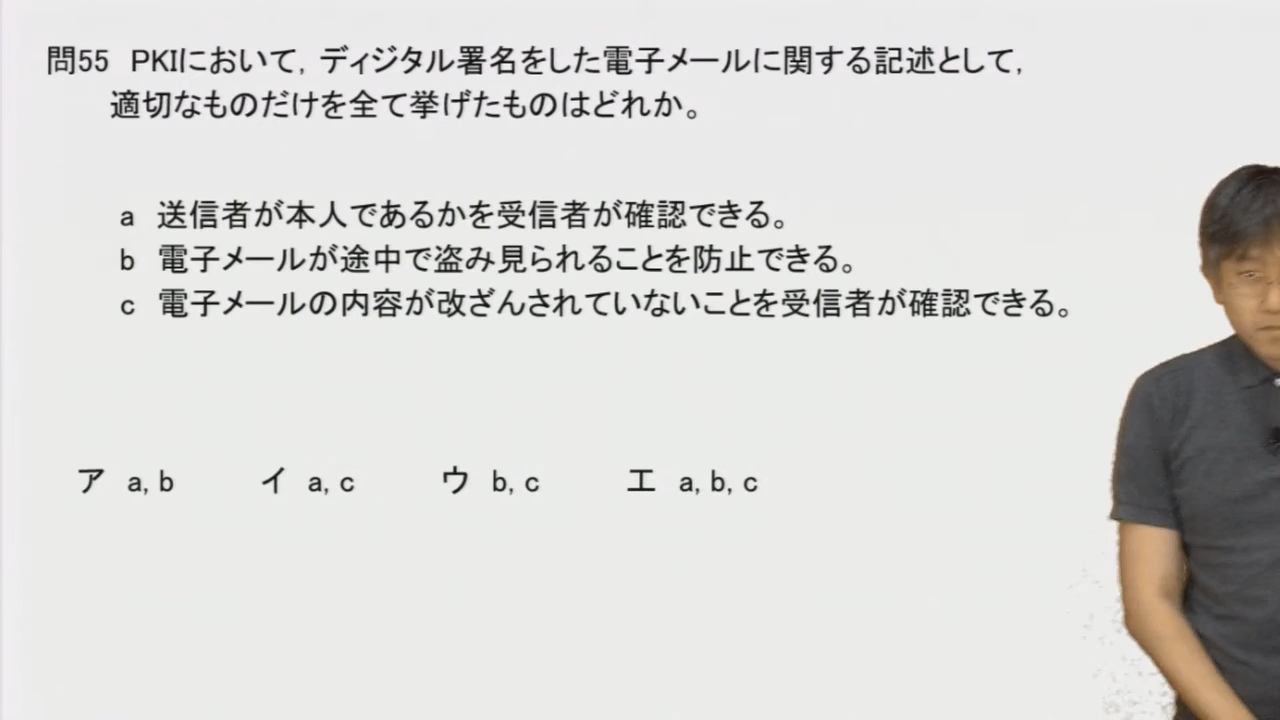 問55 PKIにおいて，ディジタル署名をした電子メールに関する記述として，
適切なものだけを全て挙げたものはどれか。
a 送信者が本人であるかを受信者が確認できる。
b 電子メールが途中で盗み見られることを防止できる。
c 電子メールの内容が改ざんされていないことを受信者が確認できる。
ア a, b イ a, c ウ b, c エ a, b, c